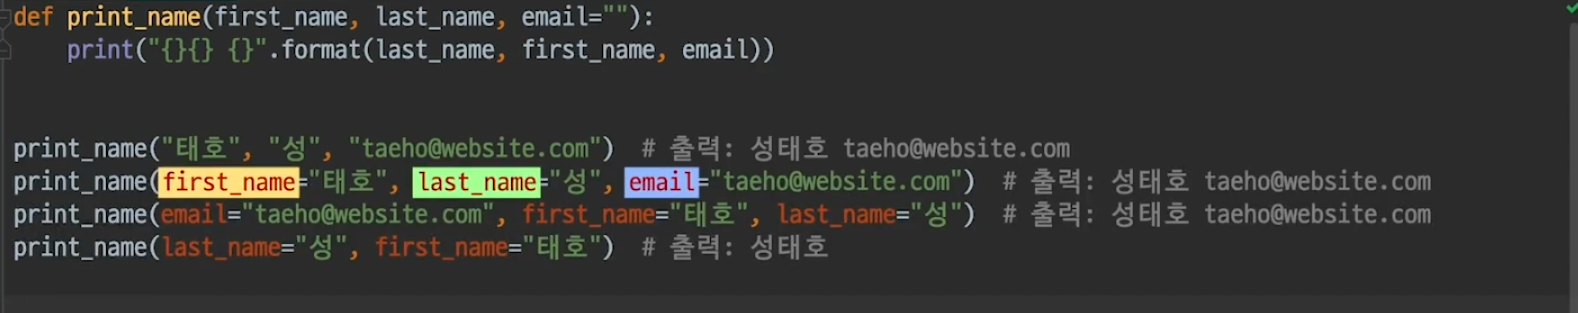 def print_name(first_name, last_name, email=""):
    print("{}{} {}".format(last_name, first_name, email))
print_name("태호", "성", "taeho@website.com")  # 출력: 성태호 taeho@website.com
print_name(first_name="태호", last_name="성", email="taeho@website.com")  # 출력: 성태호 taeho@website.com
print_name(email="taeho@website.com", first_name="태호", last_name="성")  # 출력: 성태호 taeho@website.com
print_name(last_name="성", first_name="태호")  # 출력: 성태호